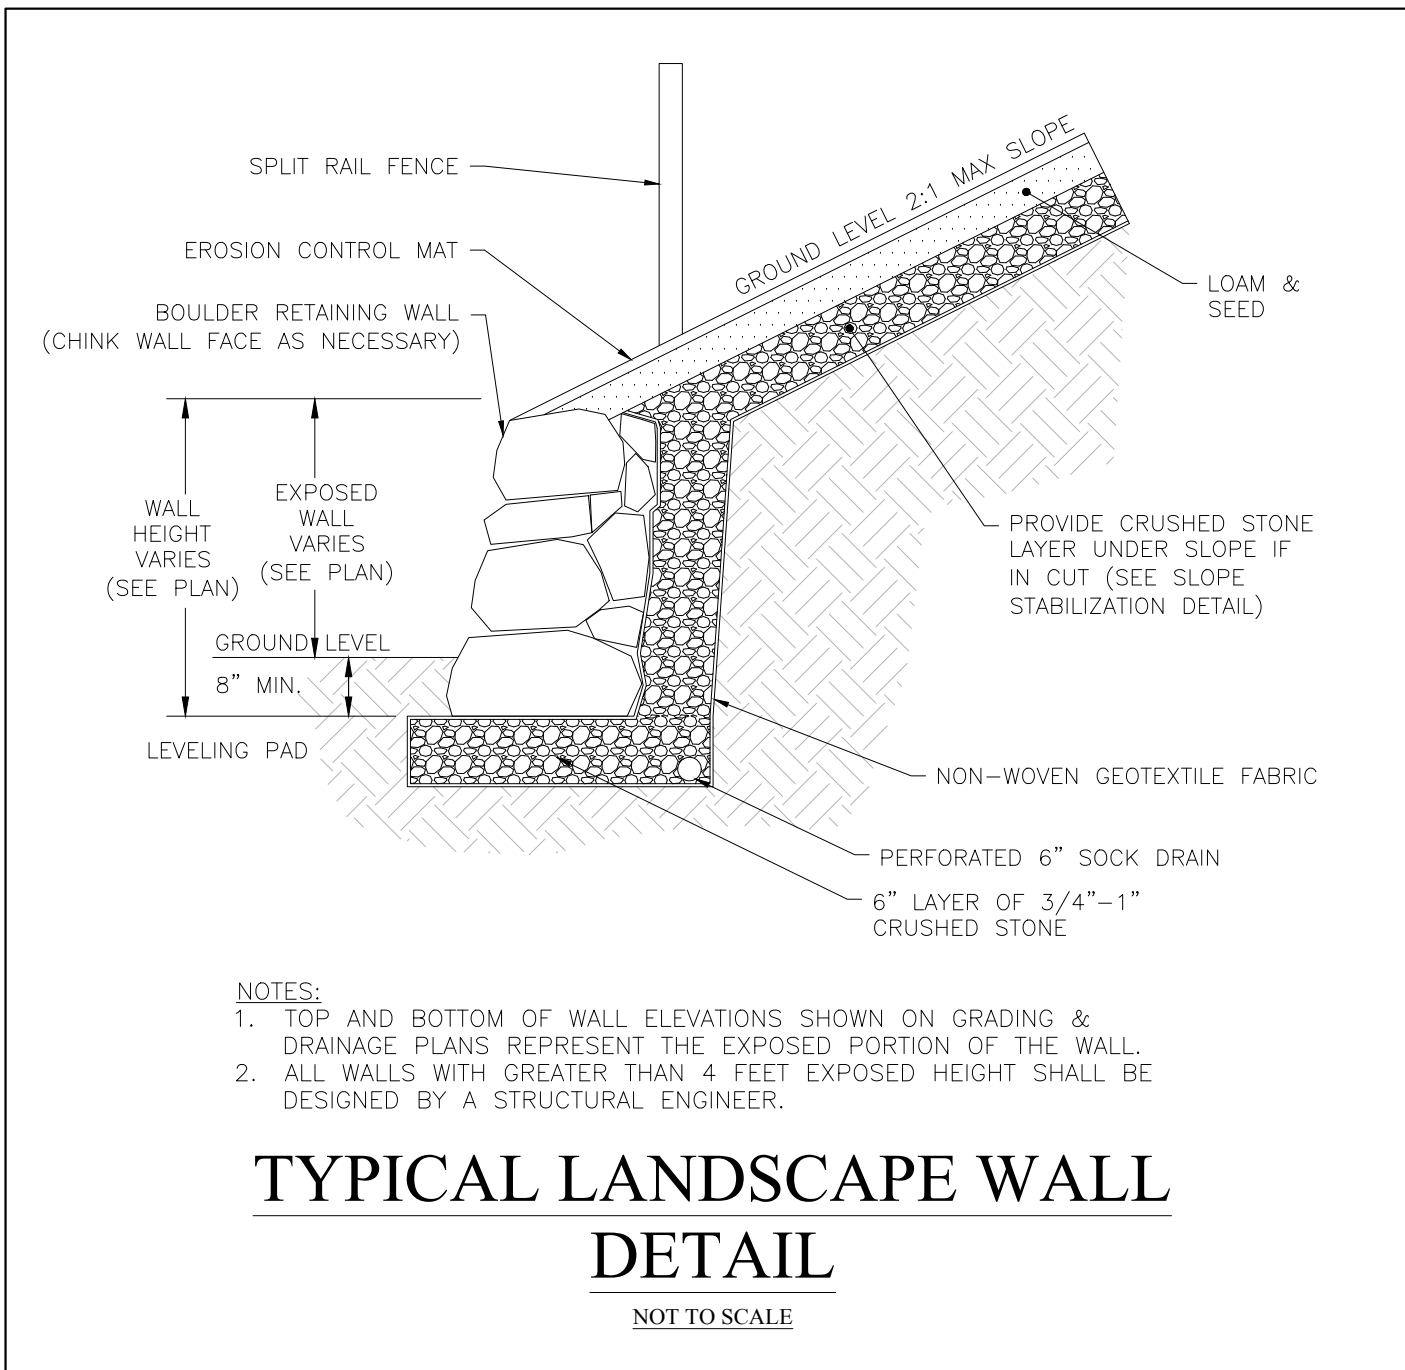 SPLIT RAIL FENCE
EROSION CONTROL MAT
BOULDER RETAINING WALL
(CHINK WALL FACE AS NECESSARY)
GROUND LEVEL 2:1 MAX SLOPE
LOAM &
SEED
WALL
HEIGHT
VARIES
(SEE PLAN)
EXPOSED
WALL
VARIES
(SEE PLAN)
PROVIDE CRUSHED STONE
LAYER UNDER SLOPE IF
IN CUT (SEE SLOPE
STABILIZATION DETAIL)
GROUND LEVEL
8” MIN.
LEVELING PAD
NON-WOVEN GEOTEXTILE FABRIC
PERFORATED 6” SOCK DRAIN
6” LAYER OF 3/4”-1”
CRUSHED STONE
NOTES:
1. TOP AND BOTTOM OF WALL ELEVATIONS SHOWN ON GRADING &
DRAINAGE PLANS REPRESENT THE EXPOSED PORTION OF THE WALL.
2. ALL WALLS WITH GREATER THAN 4 FEET EXPOSED HEIGHT SHALL BE
DESIGNED BY A STRUCTURAL ENGINEER.
TYPICAL LANDSCAPE WALL
DETAIL
NOT TO SCALE